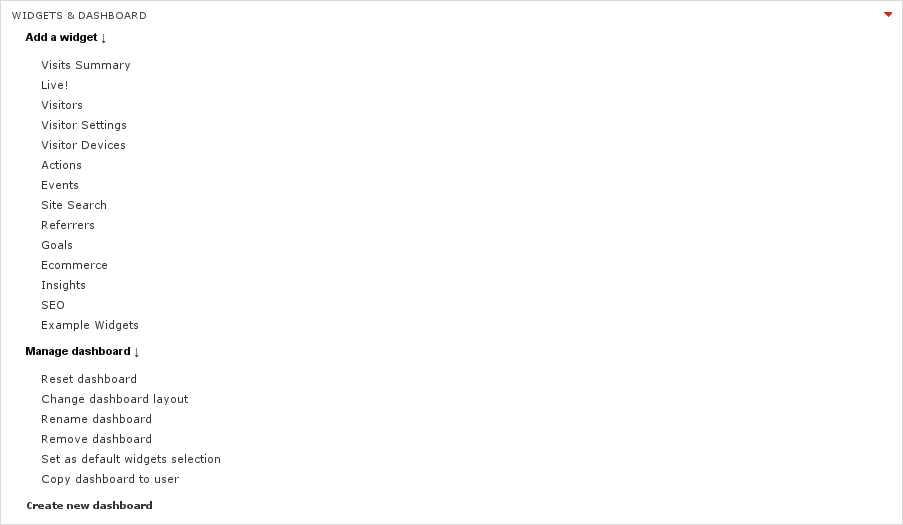 WIDGETS & DASHBOARD
Add a widget ↓
Visits Summary
Live!
Visitors
Visitor Settings
Visitor Devices
Actions
Events
Site Search
Referrers
Goals
Ecommerce
Insights
SEO
Example Widgets
Manage dashboard ↓
Reset dashboard
Change dashboard layout
Rename dashboard
Remove dashboard
Set as default widgets selection
Copy dashboard to user
Create new dashboard